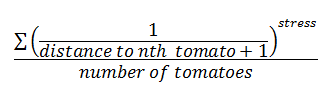 Σ(1/(distance to nth tomato + 1))^stress
number of tomatoes